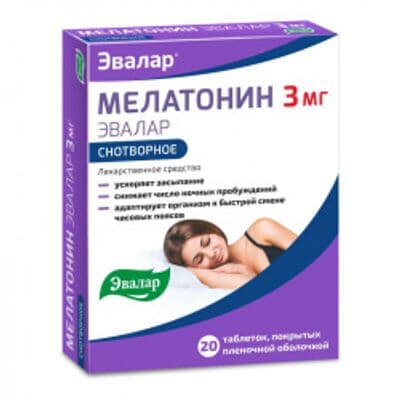 Эвалар®
МЕЛАТОНИН 3 мг
ЭВАЛАР
СНОТВОРНОЕ
Лекарственное средство
ускоряет засыпание
снижает число ночных пробуждений
адаптирует организм к быстрой смене
часовых поясов
Эвалар
20 таблеток, покрытых
пленочной оболочкой
МЕЛАТОНИН ЭВАЛАР 3 мг
СНОТВОРНОЕ
Эвалар